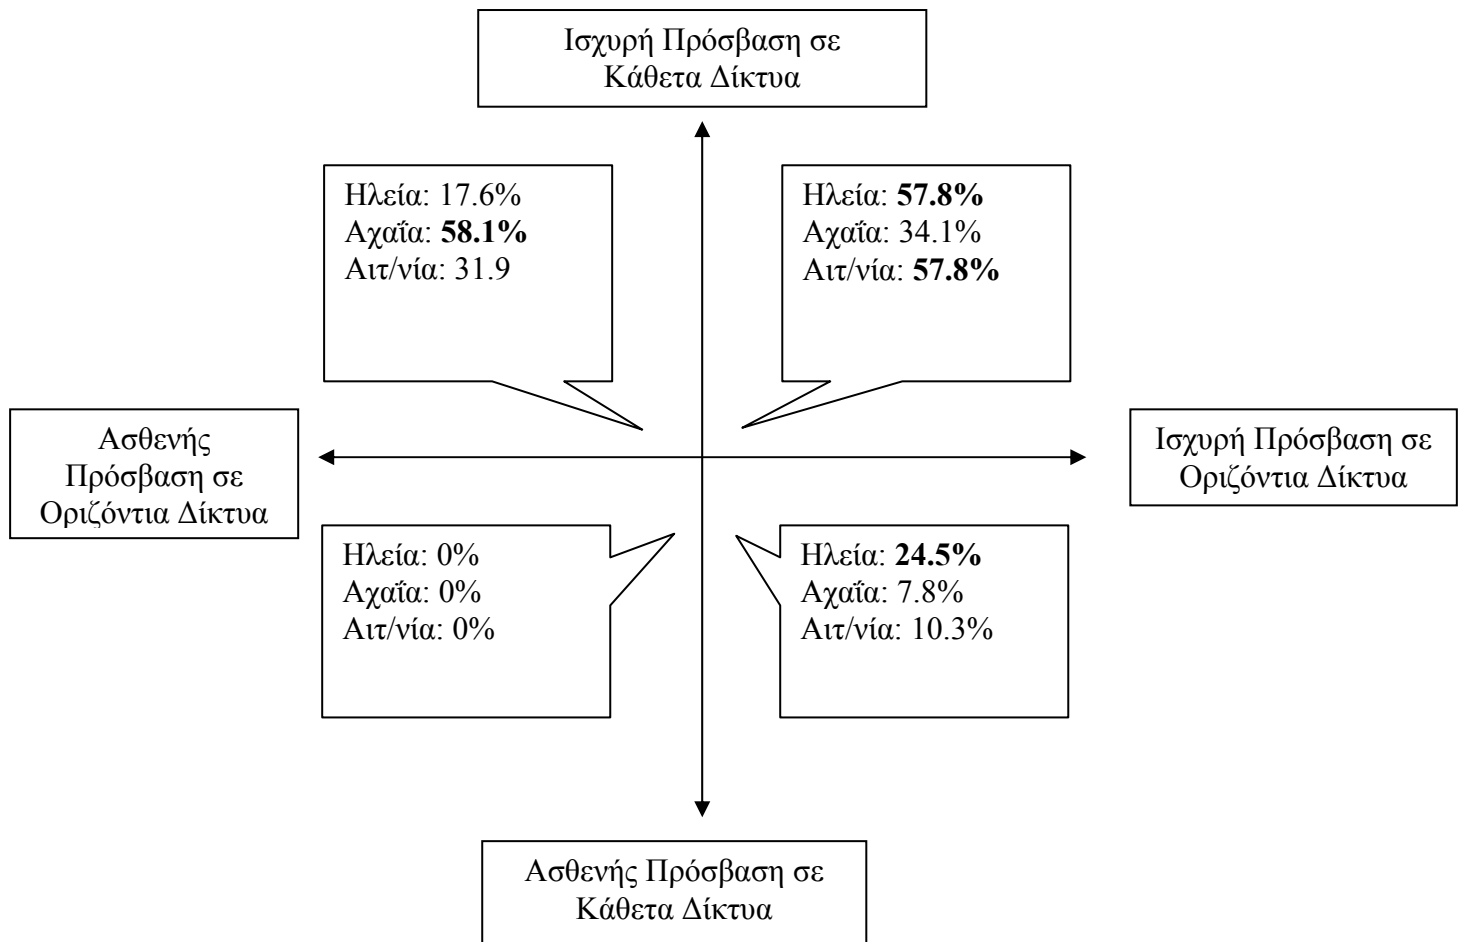 Ισχυρή Πρόσβαση σε
Κάθετα Δίκτυα
Ηλεία: 17.6%
Αχαΐα: 58.1%
Αιτ/νία: 31.9
Ηλεία: 57.8%
Αχαΐα: 34.1%
Αιτ/νία: 57.8%
Ασθενής
Πρόσβαση σε
Οριζόντια Δίκτυα
Ισχυρή Πρόσβαση σε
Οριζόντια Δίκτυα
Ηλεία: 0%
Αχαΐα: 0%
Αιτ/νία: 0%
Ηλεία: 24.5%
Αχαΐα: 7.8%
Αιτ/νία: 10.3%
Ασθενής Πρόσβαση σε
Κάθετα Δίκτυα